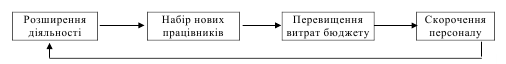 Розширення
діяльності
Набір нових
працівників
Перевищення
витрат бюджету
Скорочення
персоналу